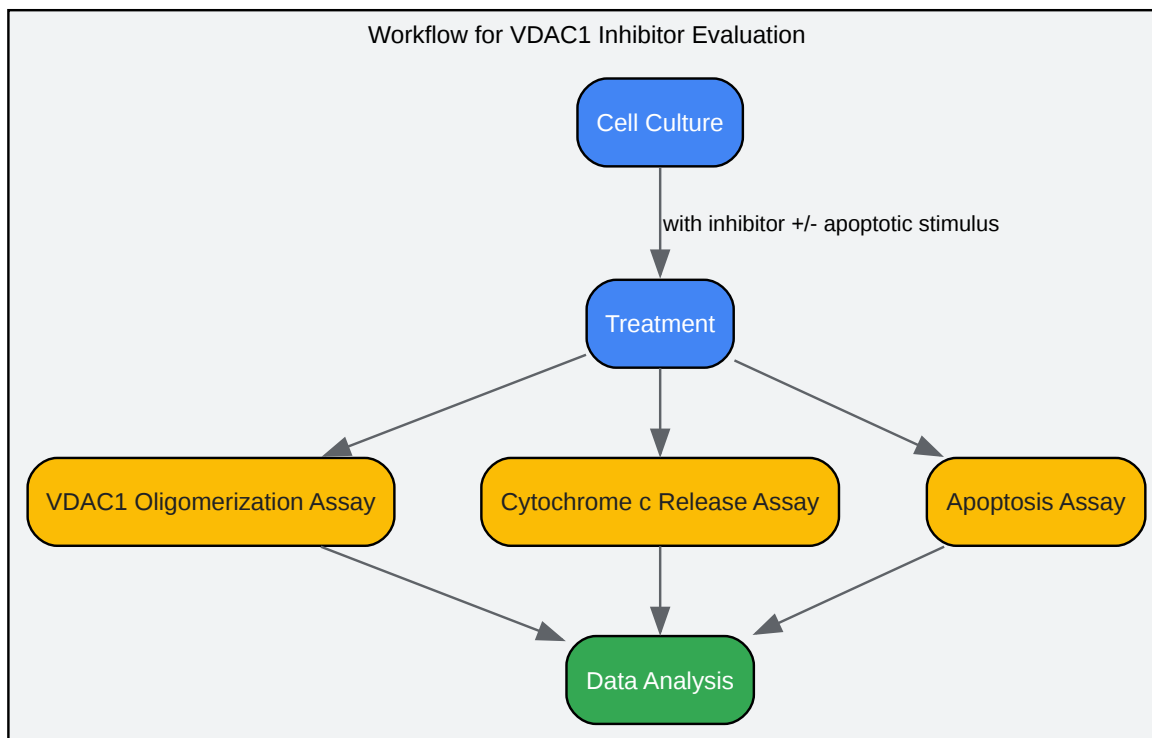 Workflow for VDAC1 Inhibitor Evaluation
Cell Culture
with inhibitor +/- apoptotic stimulus
Treatment
VDAC1 Oligomerization Assay
Cytochrome c Release Assay
Apoptosis Assay
Data Analysis